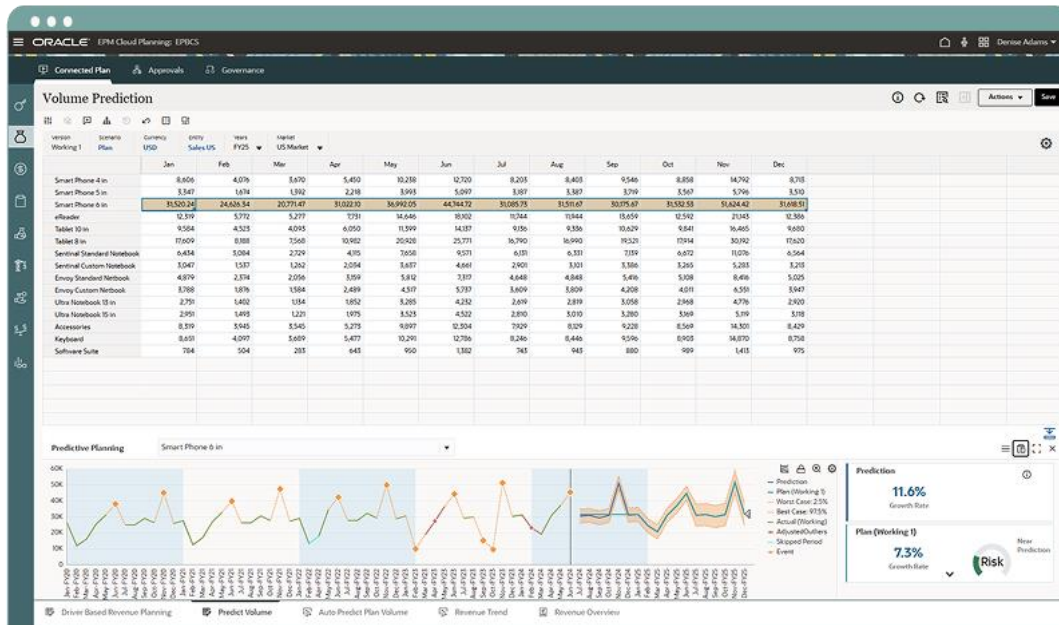 ORACLE EPM Cloud Planning: EPBCS Denise Adams
Connected Plan Approvals Governance
Volume Prediction Actions Save
Version Scenario Currency Entity Years Market
Working 1 Plan USD Sales US FY25 US Market
Jan Feb Mar Apr May Jun Jul Aug Sep Oct Nov Dec
Smart Phone 4 in 8,606 4,076 3,670 5,450 10,238 12,720 8,203 8,403 9,546 8,858 14,792 8,713
Smart Phone 5 in 3,347 1,674 1,392 2,218 3,993 5,097 3,187 3,387 3,719 3,567 5,796 3,510
Smart Phone 6 in 31,520.24 24,626.34 20,771.47 31,022.10 36,992.05 44,744.72 31,085.73 31,511.67 30,175.67 31,532.53 51,624.42 31,618.51
eReader 12,319 5,772 5,277 7,731 14,646 18,102 11,744 11,944 13,659 12,592 21,143 12,386
Tablet 10 in 9,584 4,523 4,093 6,050 11,399 14,137 9,136 9,336 10,629 9,841 16,465 9,680
Tablet 8 in 17,609 8,188 7,568 10,982 20,928 25,771 16,790 16,990 19,521 17,914 30,192 17,620
Sentinal Standard Notebook 6,434 3,084 2,729 4,115 7,658 9,571 6,131 6,331 7,139 6,672 11,076 6,564
Sentinal Custom Notebook 3,047 1,537 1,262 2,034 3,637 4,661 2,901 3,101 3,386 3,265 5,283 3,213
Envoy Standard Netbook 4,879 2,374 2,056 3,159 5,812 7,317 4,648 4,848 5,416 5,108 8,416 5,025
Envoy Custom Netbook 3,788 1,876 1,584 2,489 4,517 5,737 3,609 3,809 4,208 4,011 6,551 3,947
Ultra Notebook 13 in 2,751 1,402 1,134 1,852 3,285 4,232 2,619 2,819 3,058 2,968 4,776 2,920
Ultra Notebook 15 in 2,951 1,493 1,221 1,975 3,523 4,522 2,810 3,010 3,280 3,169 5,119 3,118
Accessories 8,319 3,945 3,545 5,273 9,897 12,304 7,929 8,129 9,228 8,569 14,301 8,429
Keyboard 8,651 4,097 3,689 5,477 10,291 12,786 8,246 8,446 9,596 8,903 14,870 8,758
Software Suite 784 504 283 643 950 1,382 743 943 880 989 1,413 975
Predictive Planning Smart Phone 6 in
60K
50K
40K
30K
20K
10K
0
Prediction
Plan (Working 1)
Worst Case: 2.5%
Best Case: 97.5%
Actual (Working)
AdjustedOutliers
Skipped Period
Event
Prediction
11.6%
Growth Rate
Plan (Working 1)
7.3%
Growth Rate
Risk
Near
Prediction
Driver Based Revenue Planning Predict Volume Auto Predict Plan Volume Revenue Trend Revenue Overview